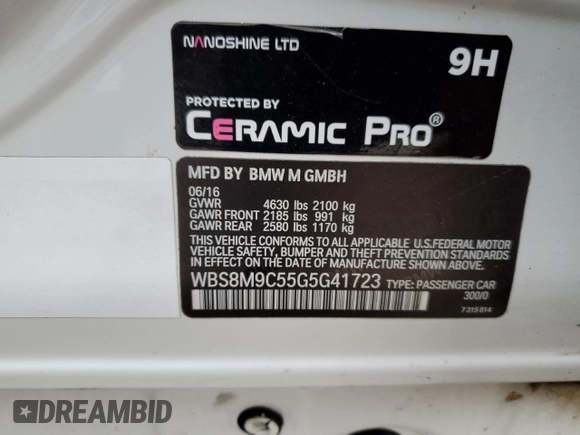 NANOSHINE LTD
9H
PROTECTED BY
CERAMIC PRO®
MFD BY BMW M GMBH
06/16
GVWR 4630 lbs 2100 kg
GAWR FRONT 2185 lbs 991 kg
GAWR REAR 2580 lbs 1170 kg
THIS VEHICLE CONFORMS TO ALL APPLICABLE U.S.FEDERAL MOTOR
VEHICLE SAFETY, BUMPER AND THEFT PREVENTION STANDARDS IN
EFFECT ON THE DATE OF MANUFACTURE SHOWN ABOVE.
WBS8M9C55G5G41723 TYPE: PASSENGER CAR
300/0
7 315 814
DREAMBID